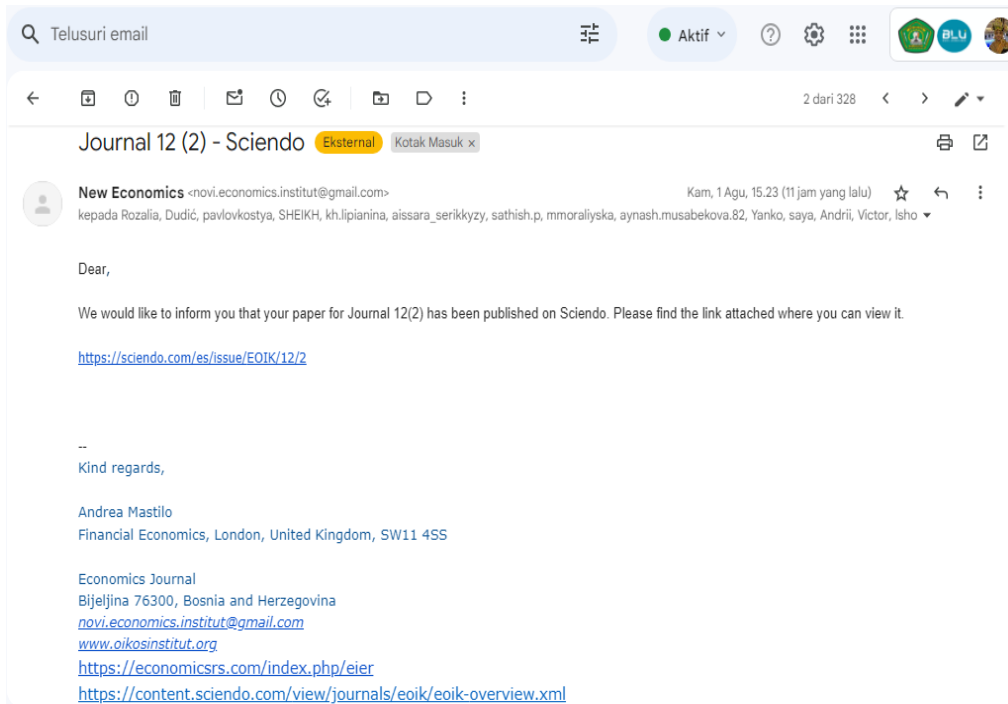 Telusuri email
Aktif
BLU
2 dari 328
Journal 12 (2) - Sciendo Eksternal Kotak Masuk ×
New Economics <novi.economics.institut@gmail.com> Kam, 1 Agu, 15.23 (11 jam yang lalu)
kepada Rozalia, Dudić, pavlovkostya, SHEIKH, kh.lipianina, aissara_serikkyzy, sathish.p, mmoraliyska, aynash.musabekova.82, Yanko, saya, Andrii, Victor, Isho
Dear,
We would like to inform you that your paper for Journal 12(2) has been published on Sciendo. Please find the link attached where you can view it.
https://sciendo.com/es/issue/EOIK/12/2
--
Kind regards,
Andrea Mastilo
Financial Economics, London, United Kingdom, SW11 4SS
Economics Journal
Bijeljina 76300, Bosnia and Herzegovina
novi.economics.institut@gmail.com
www.oikosinstitut.org
https://economicsrs.com/index.php/eier
https://content.sciendo.com/view/journals/eoik/eoik-overview.xml